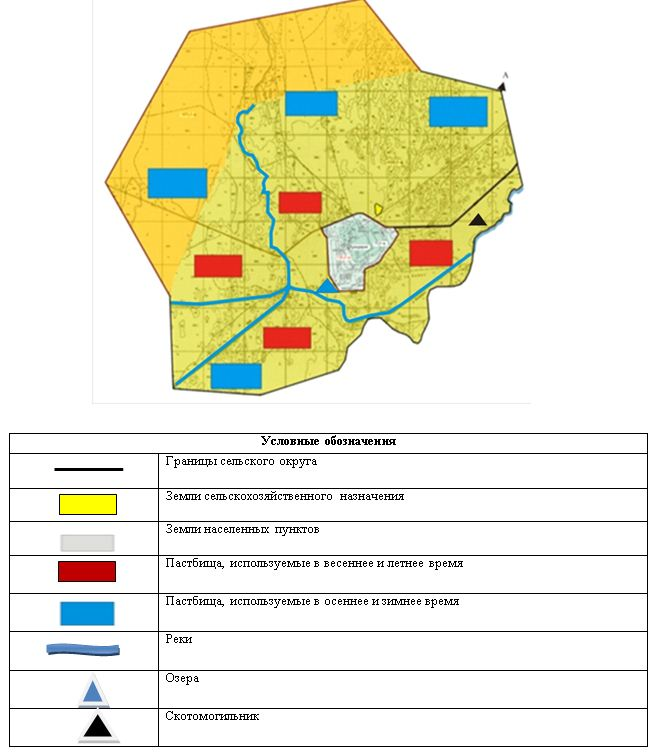 А
Условные обозначения
Границы сельского округа
Земли сельскохозяйственного назначения
Земли населенных пунктов
Пастбища, используемые в весеннее и летнее время
Пастбища, используемые в осеннее и зимнее время
Реки
Озера
Скотомогильник